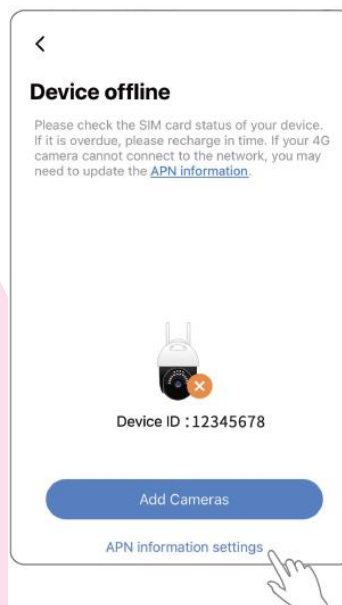 Device offline
Please check the SIM card status of your device.
If it is overdue, please recharge in time. If your 4G
camera cannot connect to the network, you may
need to update the APN information.
Device ID :12345678
Add Cameras
APN information settings